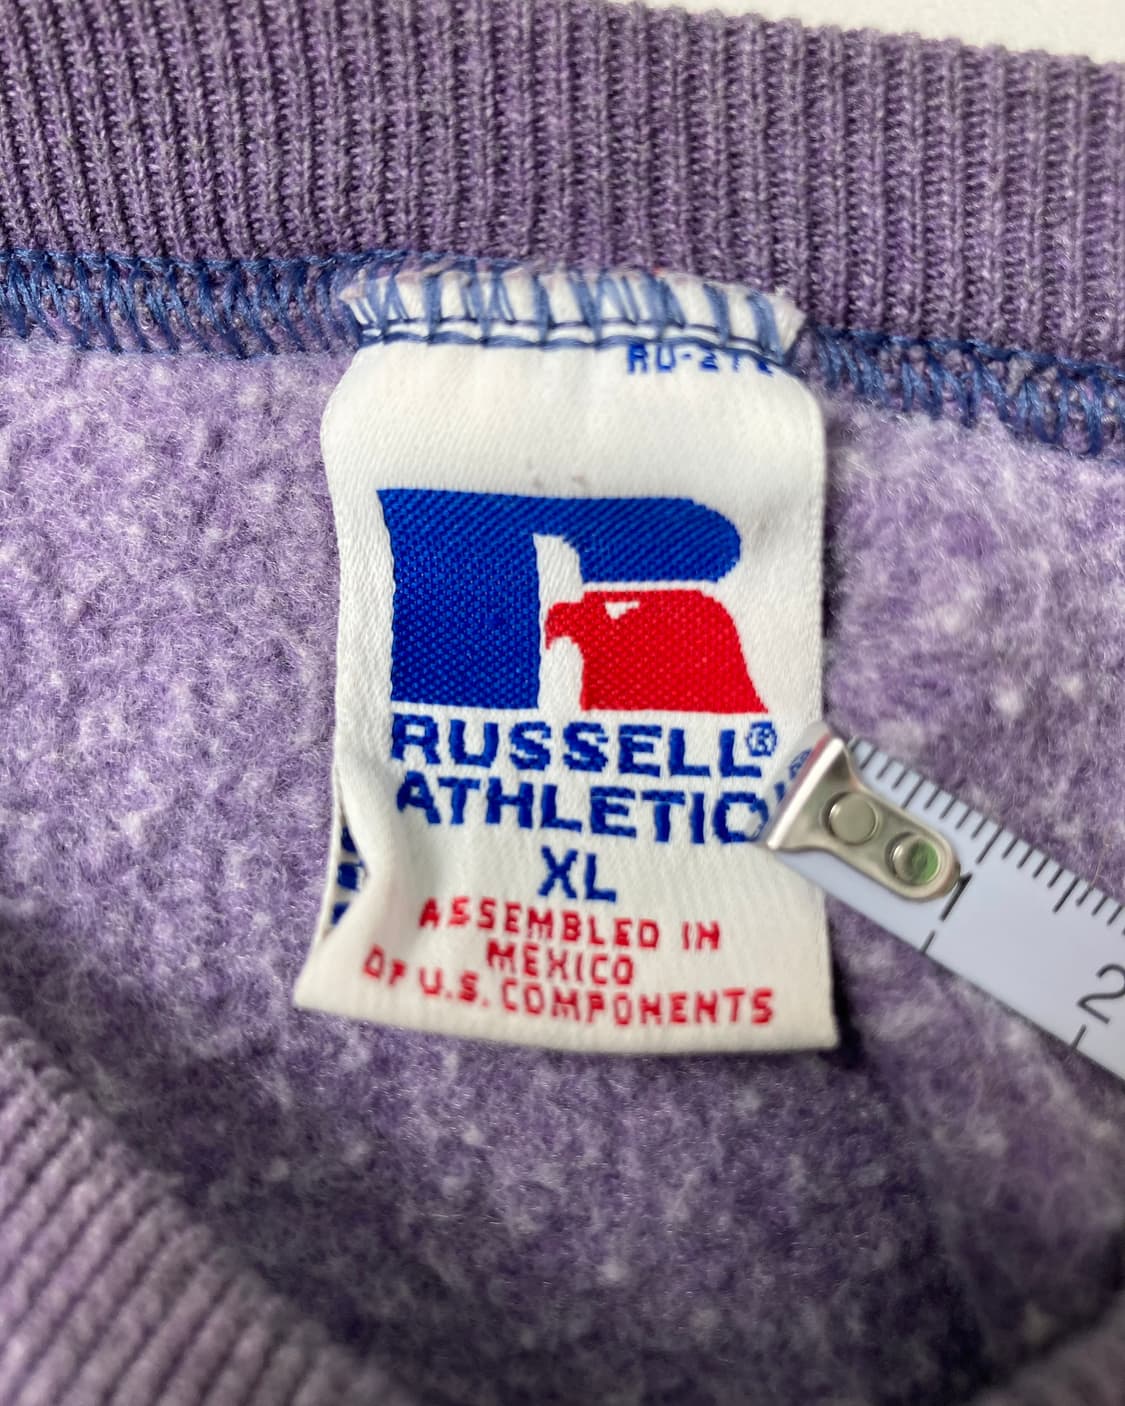 RUSSELL®
ATHLETIC
XL
ASSEMBLED IN
MEXICO
OF U.S. COMPONENTS
1
2